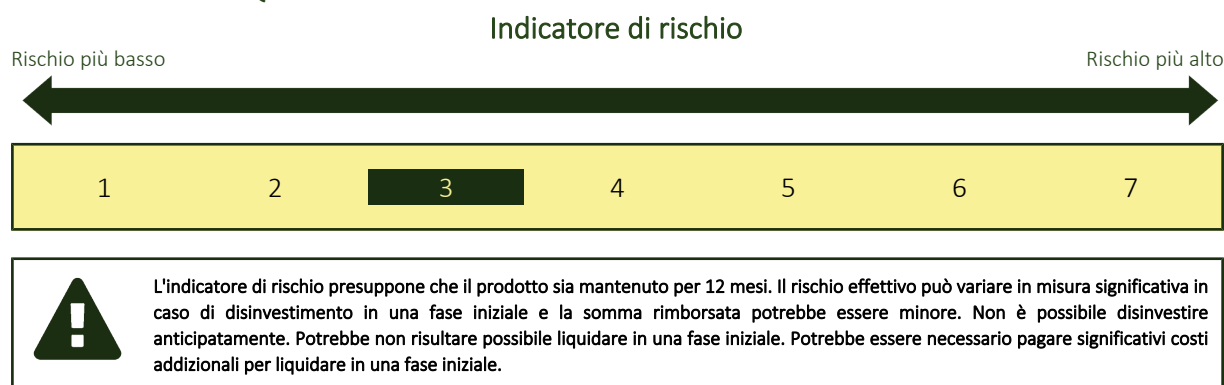 Indicatore di rischio
Rischio più basso
Rischio più alto
1 2 3 4 5 6 7
L'indicatore di rischio presuppone che il prodotto sia mantenuto per 12 mesi. Il rischio effettivo può variare in misura significativa in
caso di disinvestimento in una fase iniziale e la somma rimborsata potrebbe essere minore. Non è possibile disinvestire
anticipatamente. Potrebbe non risultare possibile liquidare in una fase iniziale. Potrebbe essere necessario pagare significativi costi
addizionali per liquidare in una fase iniziale.